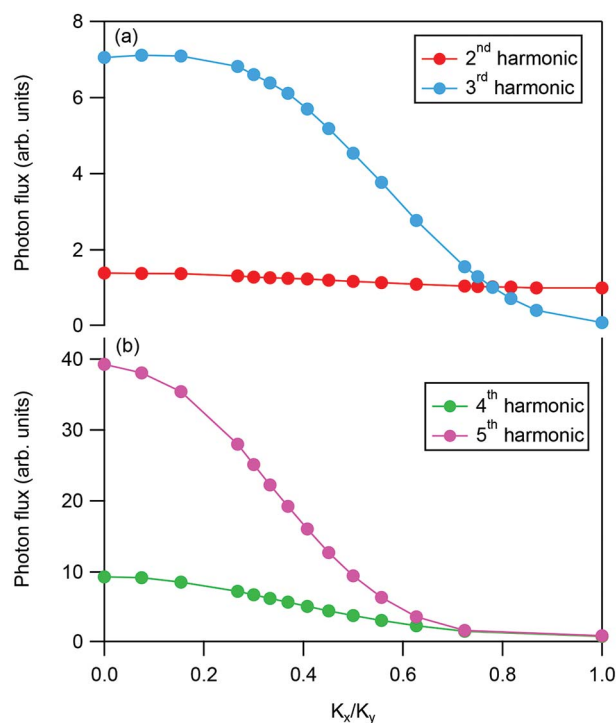 8
(a)
2nd harmonic
3rd harmonic
6
4
2
0
Photon flux (arb. units)
(b)
40
4th harmonic
5th harmonic
30
20
10
0
Photon flux (arb. units)
0.0 0.2 0.4 0.6 0.8 1.0
Kx/Ky